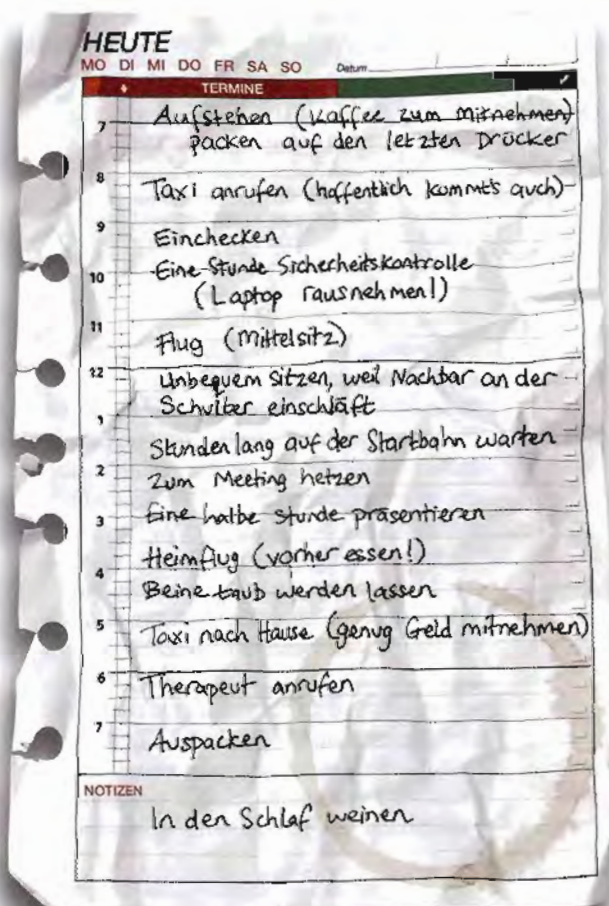 HEUTE
MO DI MI DO FR SA SO Datum
TERMINE
7 Aufstehen (Kaffee zum mitnehmen)
packen auf den letzten Drücker
8 Taxi anrufen (hoffentlich kommt's auch)
9 Einchecken
10 Eine Stunde Sicherheitskontrolle
(Laptop rausnehmen!)
11 Flug (Mittelsitz)
12 Unbequem sitzen, weil Nachbar an der
1 Schulter einschläft
Stundenlang auf der Startbahn warten
2 Zum Meeting hetzen
3 Eine halbe Stunde präsentieren
Heimflug (vorher essen!)
4 Beine taub werden lassen
5 Taxi nach Hause (genug Geld mitnehmen)
6 Therapeut anrufen
7 Auspacken
NOTIZEN
In den Schlaf weinen